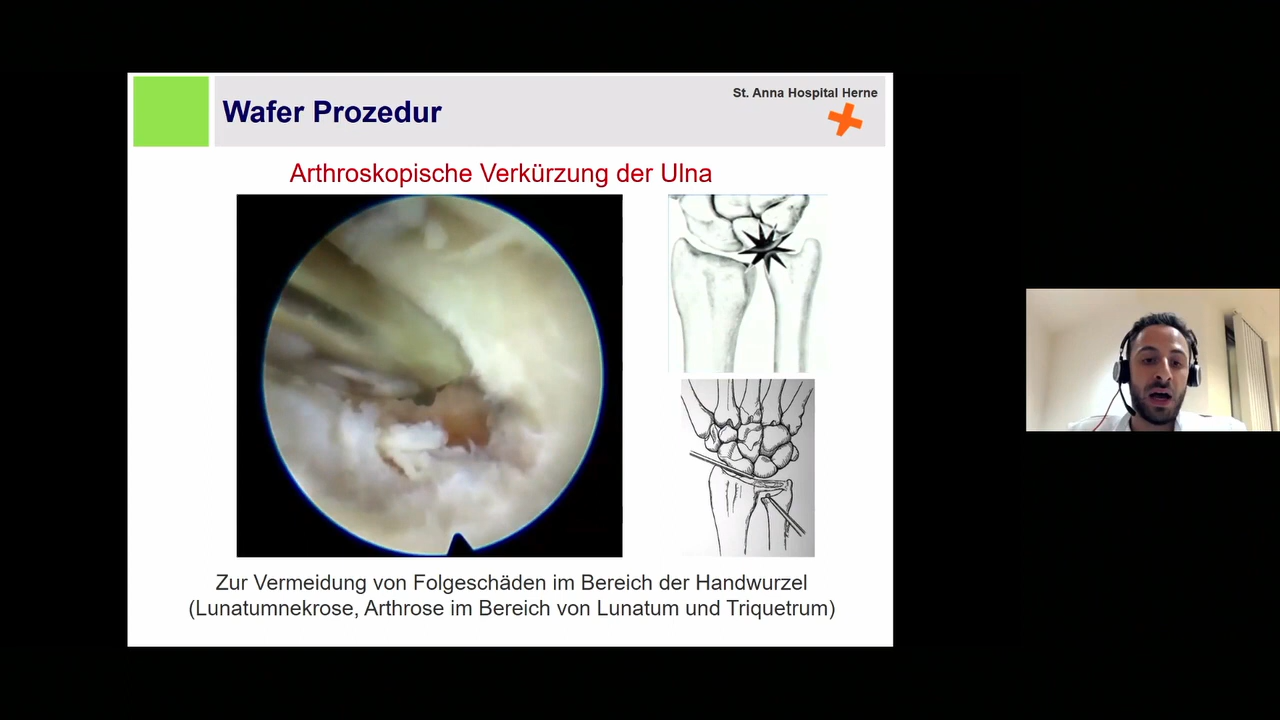 Wafer Prozedur
St. Anna Hospital Herne
Arthroskopische Verkürzung der Ulna
Zur Vermeidung von Folgeschäden im Bereich der Handwurzel
(Lunatumnekrose, Arthrose im Bereich von Lunatum und Triquetrum)